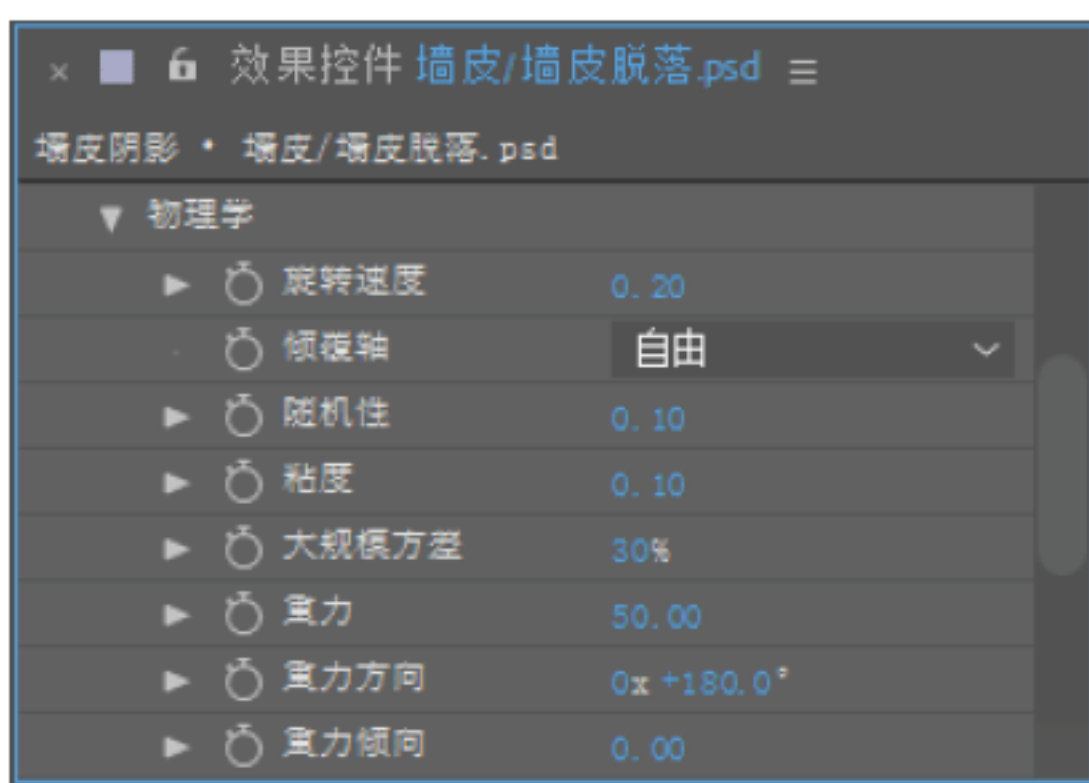 效果控件 墙皮/墙皮脱落.psd
墙皮阴影 • 墙皮/墙皮脱落.psd
物理学
旋转速度 0.20
倾覆轴 自由
随机性 0.10
粘度 0.10
大规模方差 30%
重力 50.00
重力方向 0x +180.0°
重力倾向 0.00